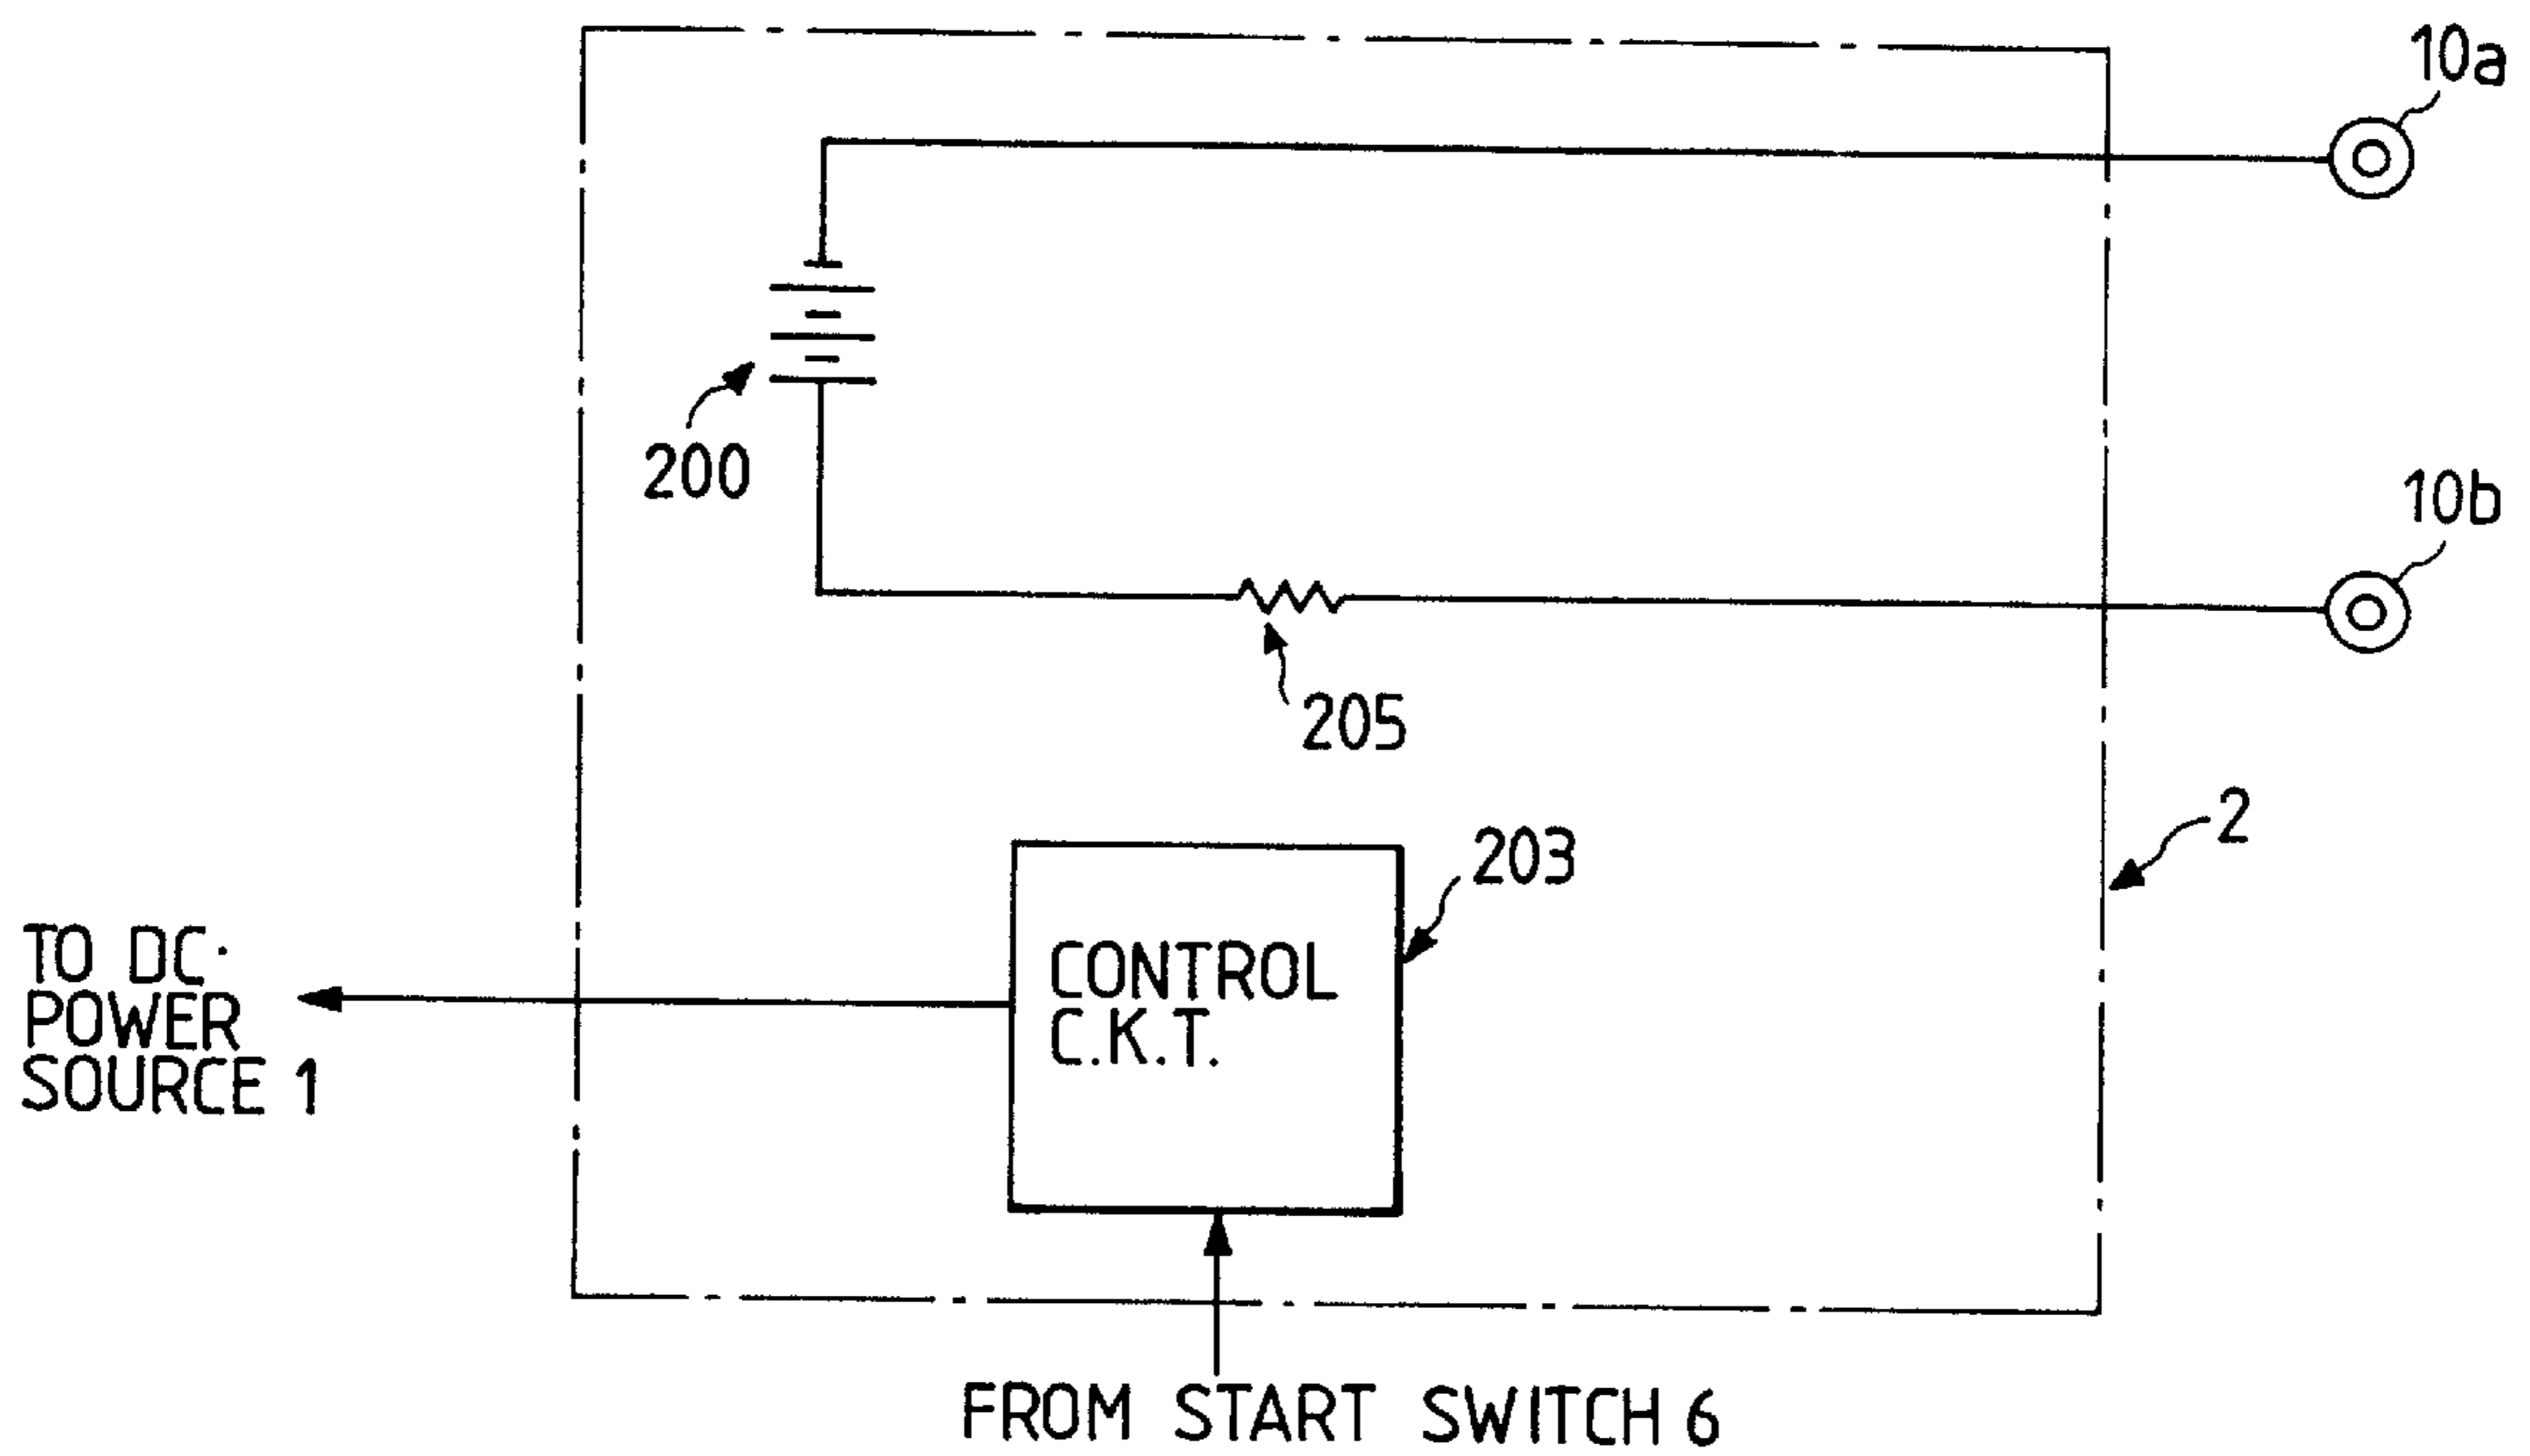 10a
200
10b
205
2
203
TO DC·
POWER
SOURCE 1
CONTROL
C.K.T.
FROM START SWITCH 6